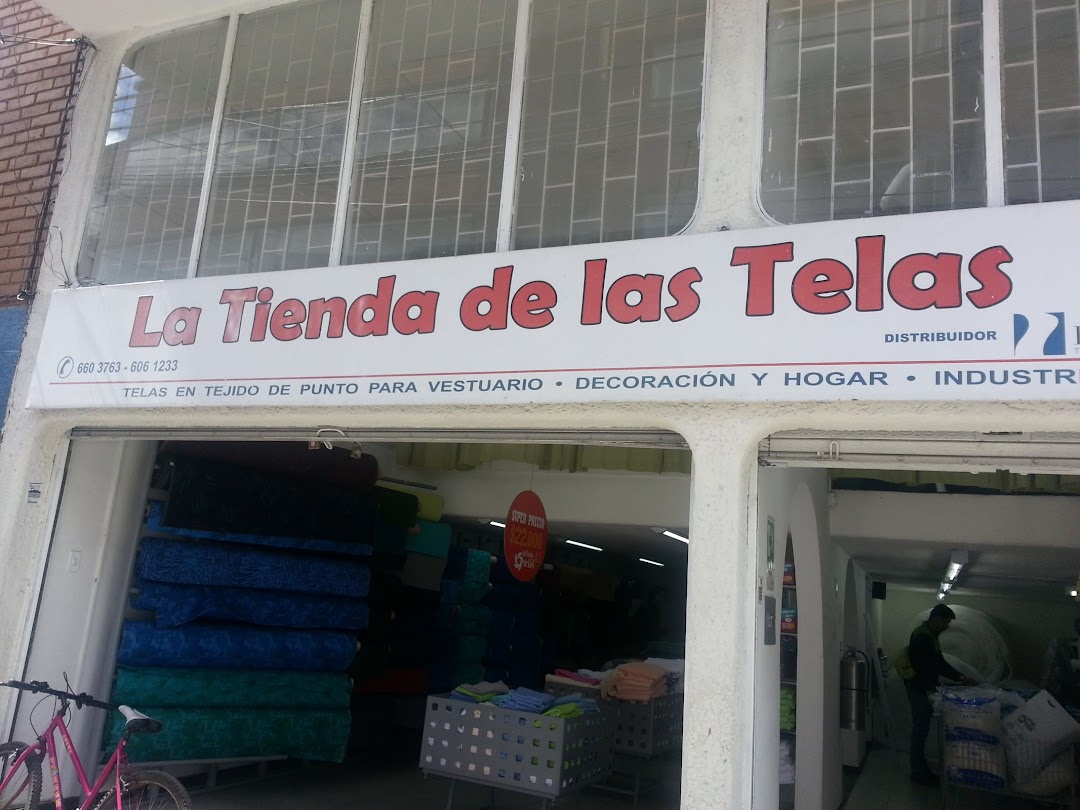 La Tienda de las Telas
DISTRIBUIDOR
660 3763 - 606 1233
TELAS EN TEJIDO DE PUNTO PARA VESTUARIO • DECORACIÓN Y HOGAR • INDUSTRI
SUPER PRECIO